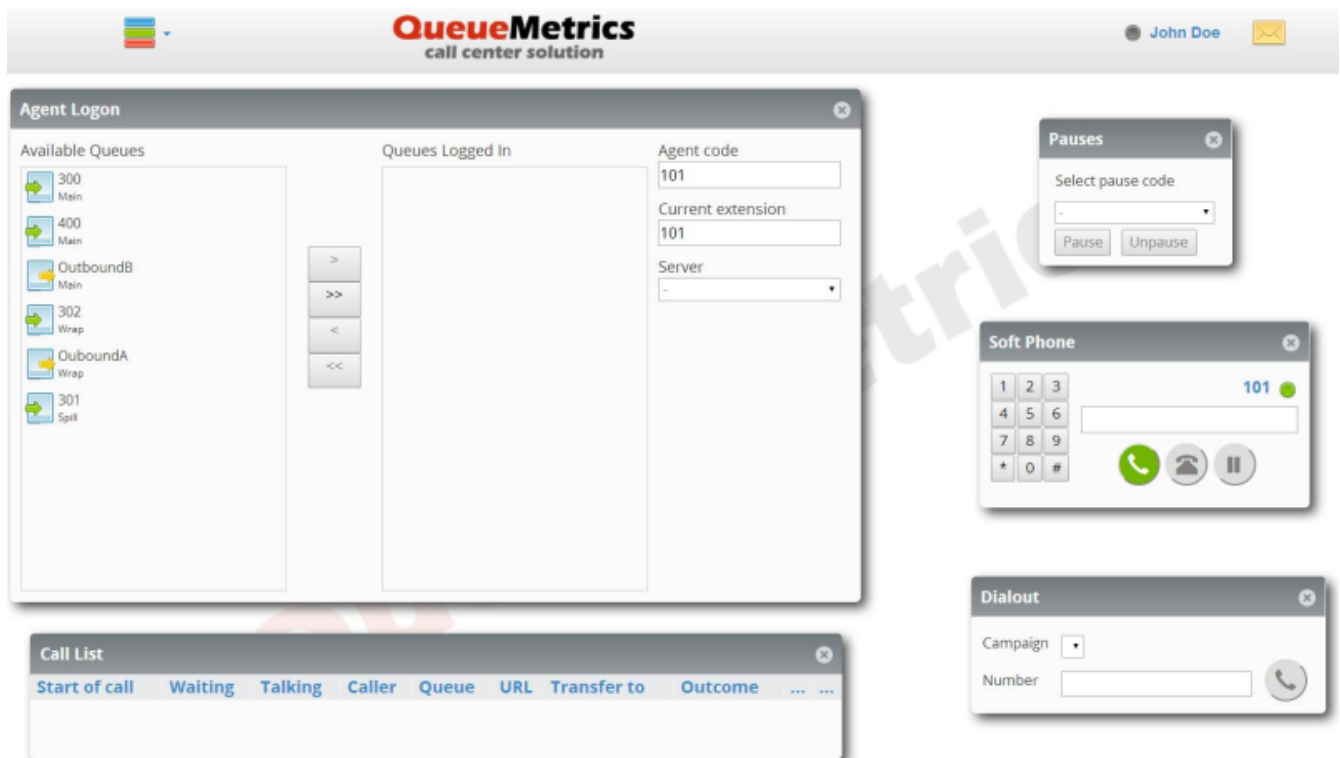 QueueMetrics
call center solution
John Doe
Agent Logon
Available Queues
300
Main
400
Main
OutboundB
Main
302
Wrap
OuboundA
Wrap
301
Spill
>
>>
<
<<
Queues Logged In
Agent code
101
Current extension
101
Server
-
Pauses
Select pause code
-
Pause Unpause
Soft Phone
1 2 3
4 5 6
7 8 9
* 0 #
101
Dialout
Campaign
Number
Call List
Start of call Waiting Talking Caller Queue URL Transfer to Outcome ... ...